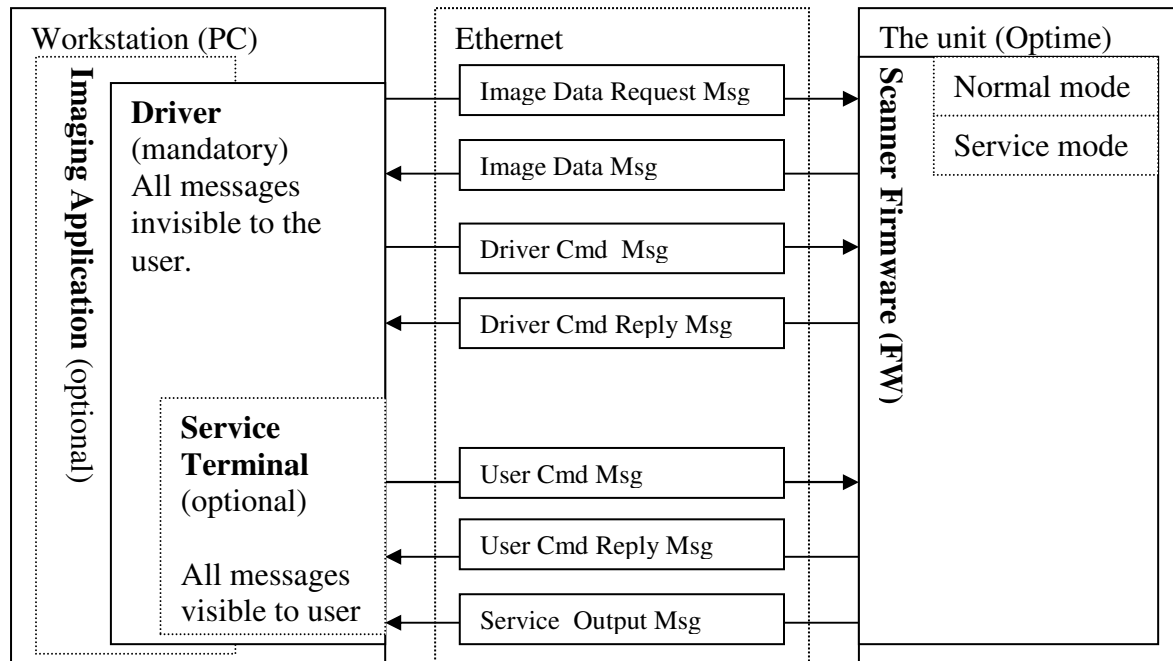 Workstation (PC)
Imaging Application (optional)
Driver
(mandatory)
All messages
invisible to the
user.
Service
Terminal
(optional)
All messages
visible to user
Ethernet
Image Data Request Msg
Image Data Msg
Driver Cmd Msg
Driver Cmd Reply Msg
User Cmd Msg
User Cmd Reply Msg
Service Output Msg
The unit (Optime)
Scanner Firmware (FW)
Normal mode
Service mode